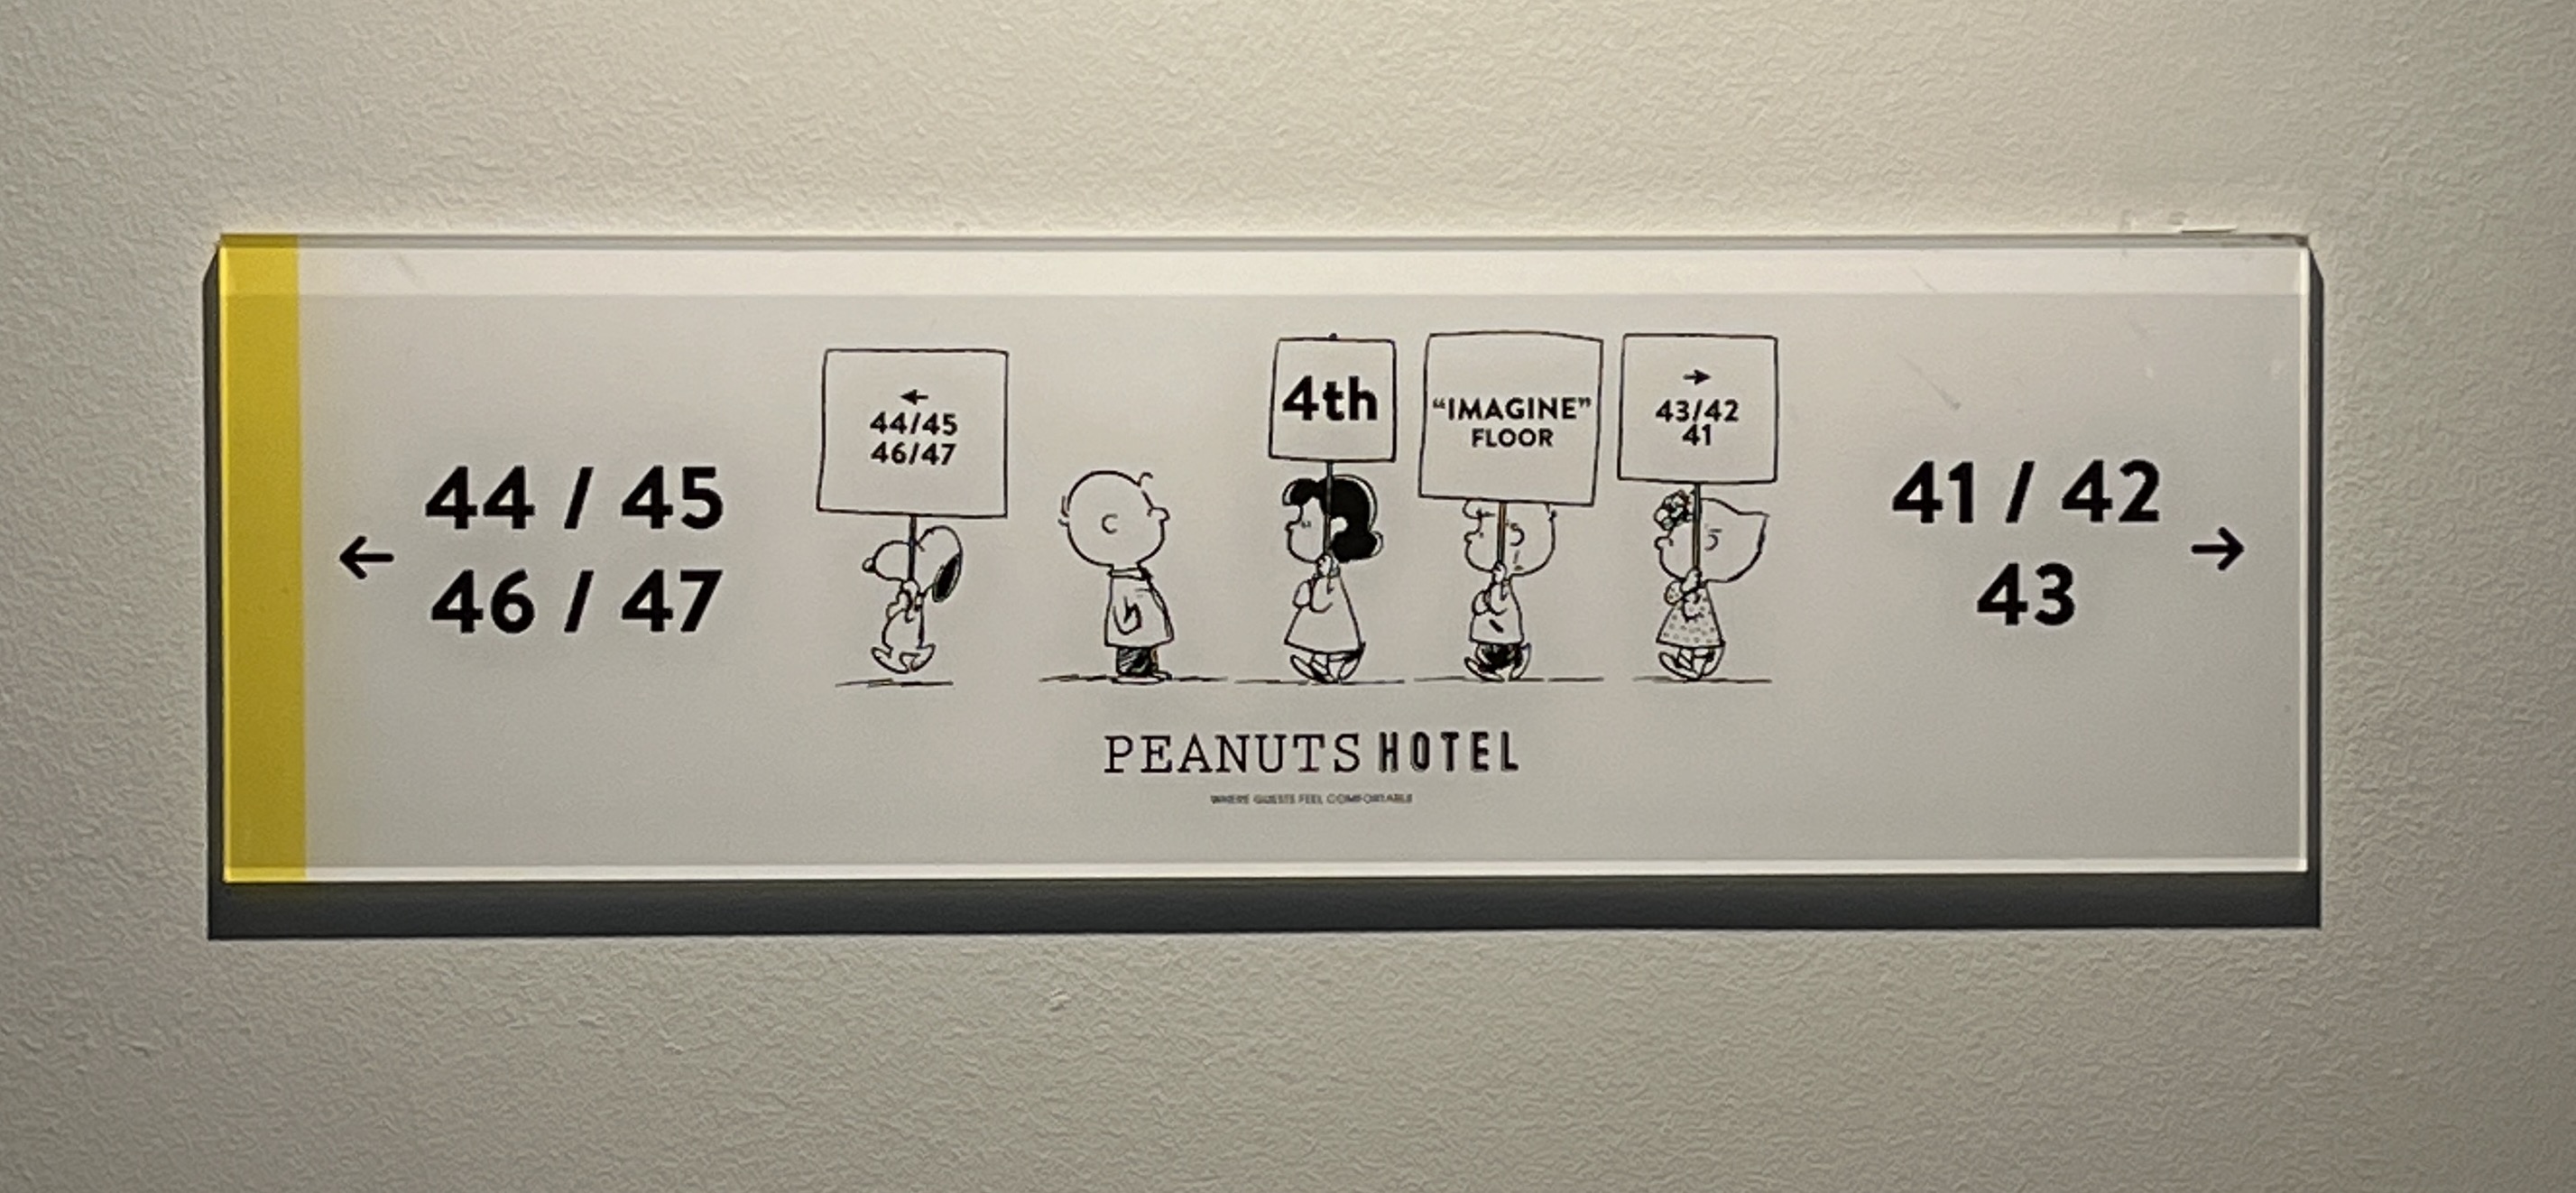 ← 44 / 45
46 / 47
←
44/45
46/47
4th
“IMAGINE”
FLOOR
→
43/42
41
41 / 42 →
43
PEANUTS HOTEL
WHERE GUESTS FEEL COMFORTABLE